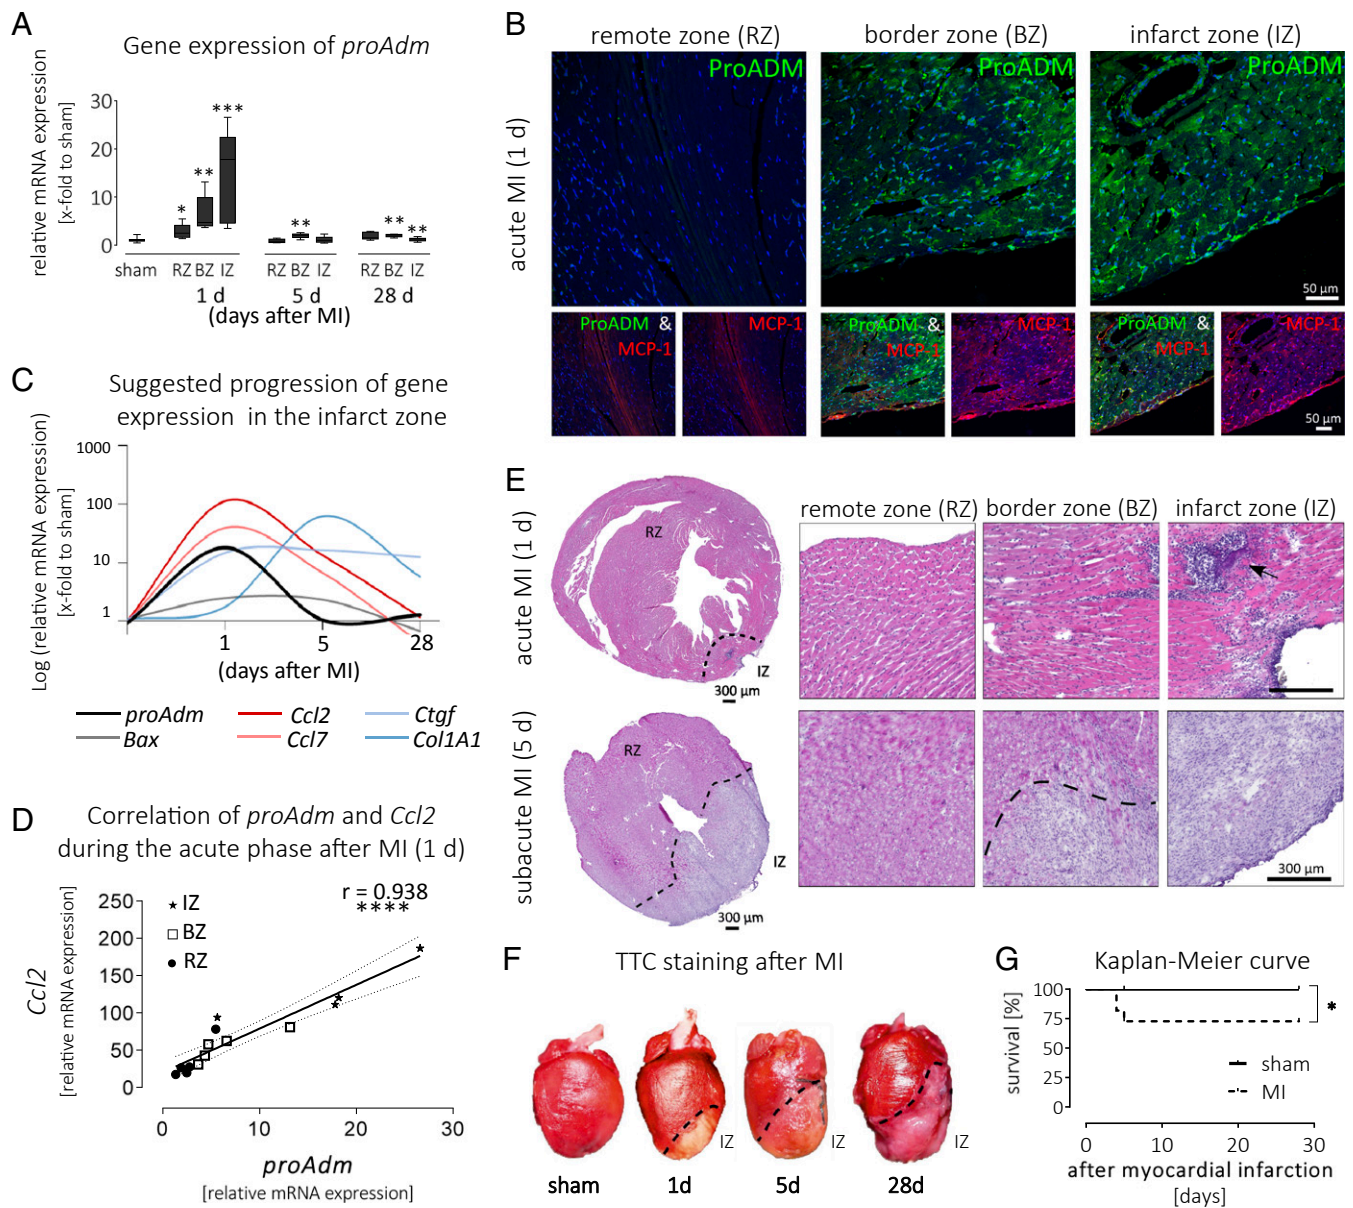 A
Gene expression of proAdm
relative mRNA expression
[x-fold to sham]
30
20
10
0
*
**
***
**
**
**
sham
RZ BZ IZ
RZ BZ IZ
RZ BZ IZ
1 d
5 d
28 d
(days after MI)
B
remote zone (RZ)
border zone (BZ)
infarct zone (IZ)
acute MI (1 d)
ProADM
ProADM
ProADM
50 µm
ProADM &
MCP-1
MCP-1
ProADM &
MCP-1
MCP-1
ProADM &
MCP-1
MCP-1
50 µm
C
Suggested progression of gene
expression in the infarct zone
Log (relative mRNA expression)
[x-fold to sham]
1000
100
10
1
1
5
28
(days after MI)
proAdm
Ccl2
Ctgf
Bax
Ccl7
Col1A1
D
Correlation of proAdm and Ccl2
during the acute phase after MI (1 d)
Ccl2
[relative mRNA expression]
250
200
150
100
50
0
IZ
BZ
RZ
r = 0.938
****
0
10
20
30
proAdm
[relative mRNA expression]
E
remote zone (RZ)
border zone (BZ)
infarct zone (IZ)
acute MI (1 d)
RZ
IZ
300 µm
subacute MI (5 d)
RZ
IZ
300 µm
300 µm
F
TTC staining after MI
IZ
IZ
IZ
sham
1d
5d
28d
G
Kaplan-Meier curve
survival [%]
100
75
50
25
0
*
sham
MI
0
10
20
30
after myocardial infarction
[days]